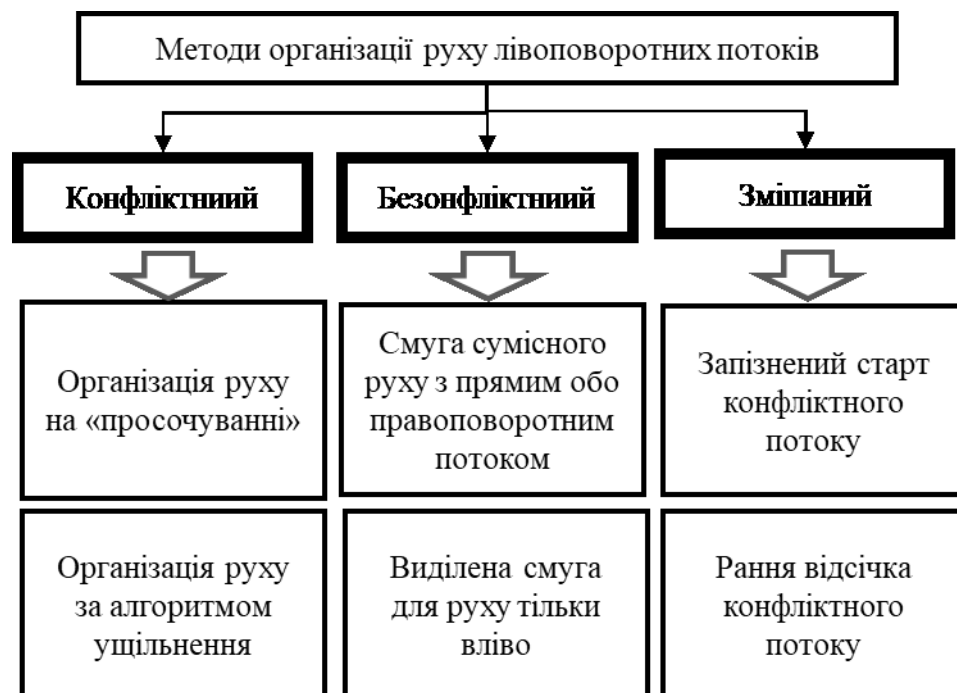 Методи організації руху лівоповоротних потоків
Конфліктниий
Безонфліктниий
Змішаний
Організація руху
на «просочуванні»
Смуга сумісного
руху з прямим обо
правоповоротним
потоком
Запізнений старт
конфліктного
потоку
Організація руху
за алгоритмом
ущільнення
Виділена смуга
для руху тільки
вліво
Рання відсічка
конфліктного
потоку